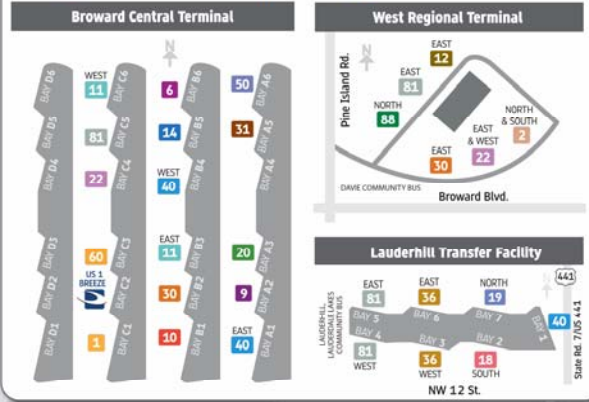 Broward Central Terminal
N
BAY D6
WEST
11
BAY C6
6
BAY B6
50
BAY A6
BAY D5
81
BAY C5
14
BAY B5
31
BAY A5
BAY D4
22
BAY C4
WEST
40
BAY B4
BAY A4
BAY D3
60
BAY C3
EAST
11
BAY B3
20
BAY A3
BAY D2
US 1
BREEZE
BAY C2
30
BAY B2
9
BAY A2
BAY D1
1
BAY C1
10
BAY B1
EAST
40
BAY A1
West Regional Terminal
Pine Island Rd.
N
EAST
12
EAST
81
NORTH
88
NORTH
& SOUTH
2
EAST
& WEST
22
EAST
30
DAVIE COMMUNITY BUS
Broward Blvd.
Lauderhill Transfer Facility
LAUDERHILL,
LAUDERDALE LAKES
COMMUNITY BUS
EAST
81
EAST
36
NORTH
19
N
441
BAY 5
BAY 6
BAY 7
BAY 4
BAY 3
BAY 2
BAY 1
40
81
WEST
36
WEST
18
SOUTH
State Rd. 7/US 441
NW 12 St.